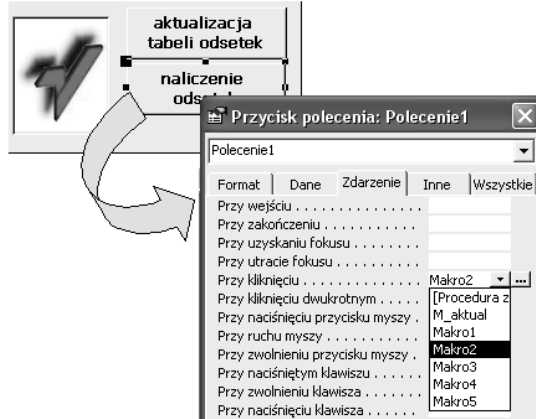 aktualizacja
tabeli odsetek
naliczenie
Przycisk polecenia: Polecenie1
Polecenie1
Format Dane Zdarzenie Inne Wszystkie
Przy wejściu . . . . . . . . . . . . . . .
Przy zakończeniu . . . . . . . . . . . .
Przy uzyskaniu fokusu . . . . . . . . .
Przy utracie fokusu . . . . . . . . . . .
Przy kliknięciu . . . . . . . . . . . . . . Makro2 ...
Przy kliknięciu dwukrotnym . . . . . [Procedura z
Przy naciśnięciu przycisku myszy . M_aktual
Przy ruchu myszy . . . . . . . . . . . . Makro1
Przy zwolnieniu przycisku myszy . Makro2
Przy naciśniętym klawiszu . . . . . . Makro3
Przy zwolnieniu klawisza . . . . . . . Makro4
Przy naciśnięciu klawisza . . . . . . Makro5